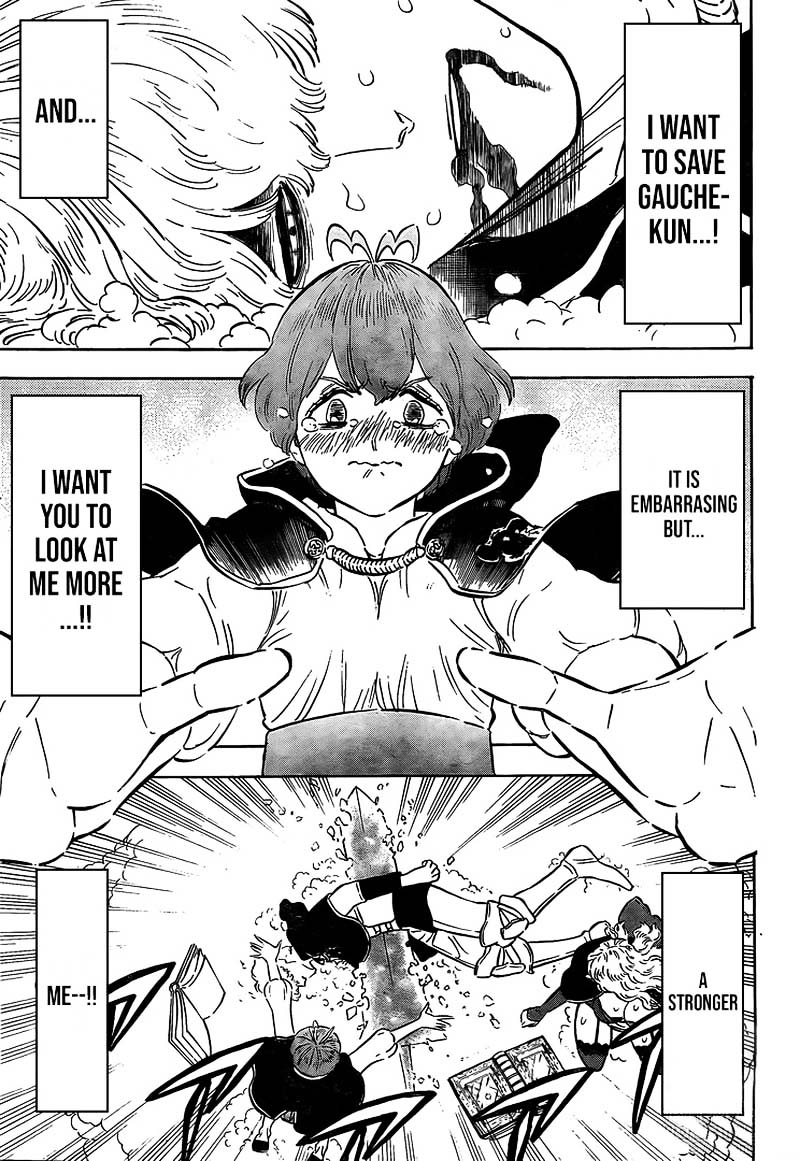 I WANT
TO SAVE
GAUCHE-
KUN...!
AND...
IT IS
EMBARRASING
BUT...
I WANT
YOU TO
LOOK AT
ME MORE
...!!
A
STRONGER
ME--!!